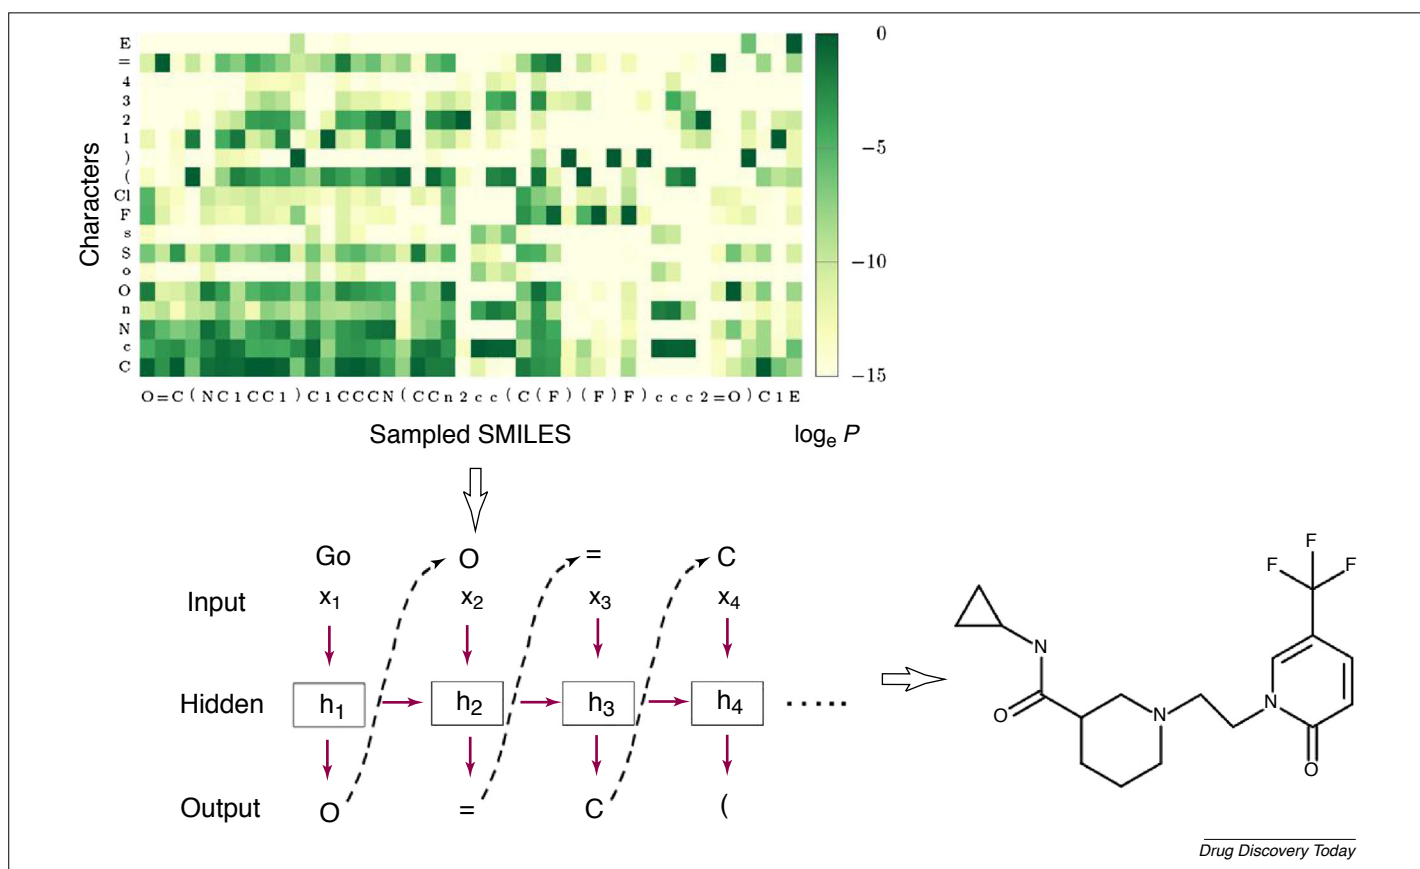 E
=
4
3
2
1
)
(
Cl
F
s
S
o
O
n
N
c
C
Characters
0
−5
−10
−15
O=C(NC1CC1)C1CCCN(CCn2cc(C(F)(F)F)ccc2=O)C1E
Sampled SMILES
logₑ P
Go
O
=
C
Input
x₁
x₂
x₃
x₄
Hidden
h₁
h₂
h₃
h₄
.....
Output
O
=
C
(
F
F
F
N
O
N
N
O
Drug Discovery Today